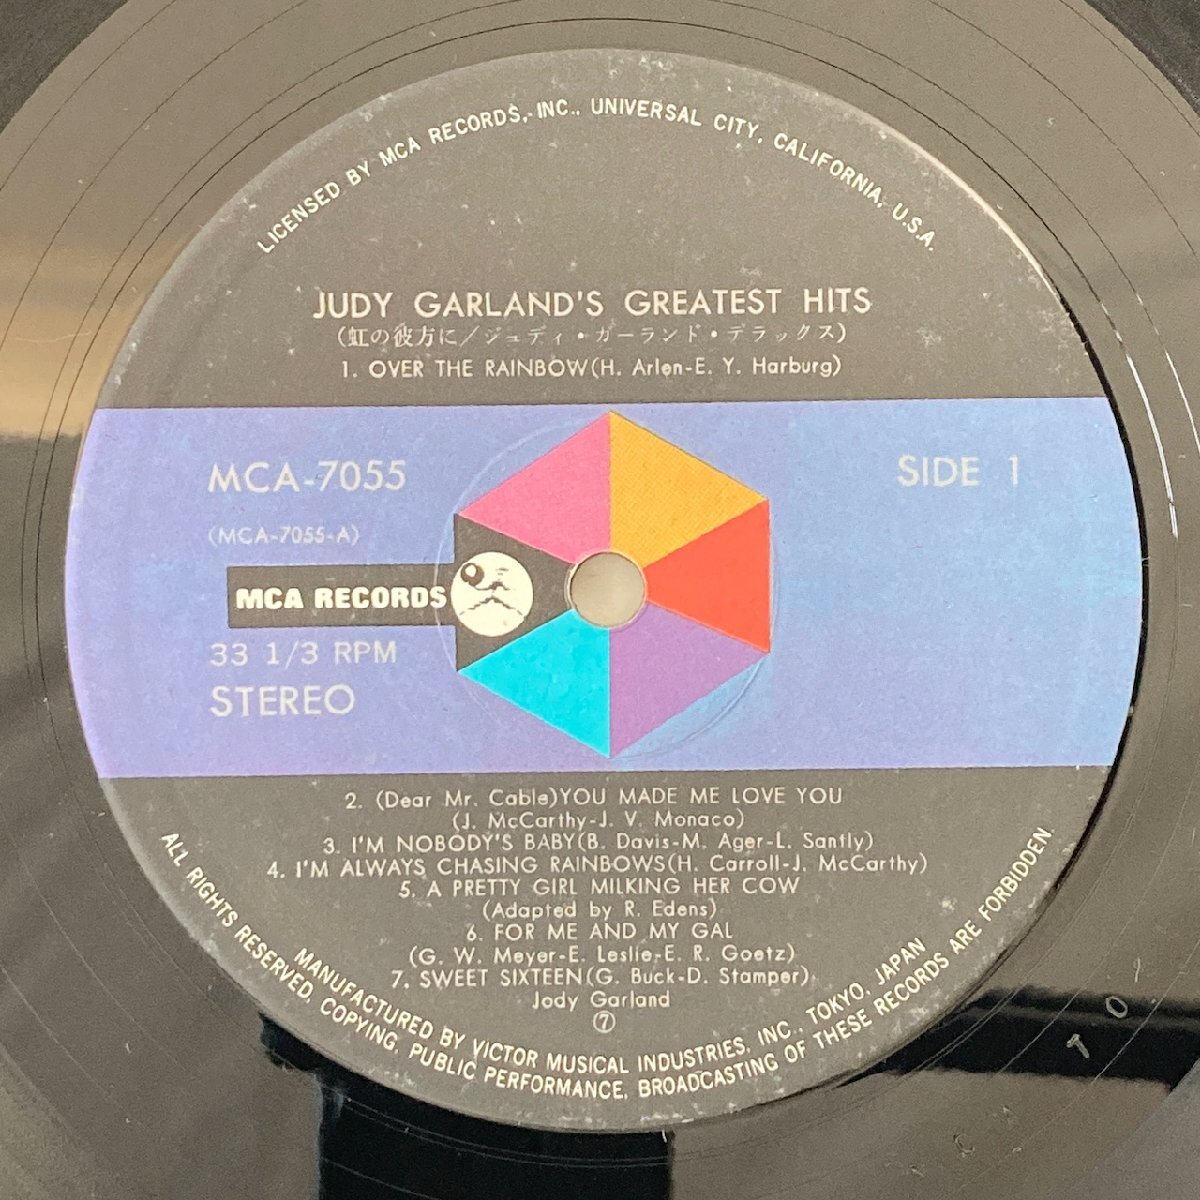 LICENSED BY MCA RECORDS, INC., UNIVERSAL CITY, CALIFORNIA, U.S.A.
JUDY GARLAND'S GREATEST HITS
(虹の彼方に/ジュディ・ガーランド・デラックス)
1. OVER THE RAINBOW(H. Arlen-E. Y. Harburg)
MCA-7055
SIDE 1
(MCA-7055-A)
MCA RECORDS
33 1/3 RPM
STEREO
2. (Dear Mr. Cable)YOU MADE ME LOVE YOU
(J. McCarthy-J. V. Monaco)
3. I'M NOBODY'S BABY(B. Davis-M. Ager-L. Santly)
4. I'M ALWAYS CHASING RAINBOWS(H. Carroll-J. McCarthy)
5. A PRETTY GIRL MILKING HER COW
(Adapted by R. Edens)
6. FOR ME AND MY GAL
(G. W. Meyer-E. Leslie-E. R. Goetz)
7. SWEET SIXTEEN(G. Buck-D. Stamper)
Jody Garland
⑦
MANUFACTURED BY VICTOR MUSICAL INDUSTRIES, INC., TOKYO, JAPAN
ALL RIGHTS RESERVED, COPYING, PUBLIC PERFORMANCE, BROADCASTING OF THESE RECORDS ARE FORBIDDEN.